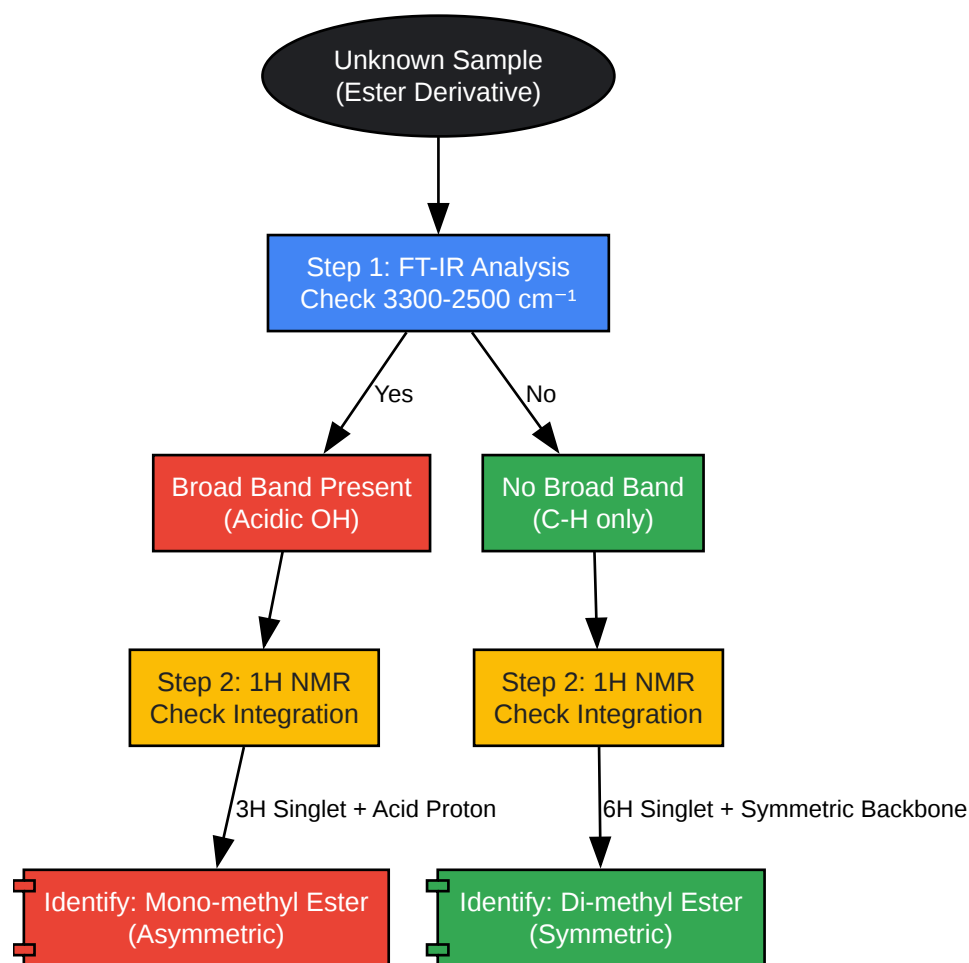 Unknown Sample
(Ester Derivative)
Step 1: FT-IR Analysis
Check 3300-2500 cm⁻¹
Yes
No
Broad Band Present
(Acidic OH)
No Broad Band
(C-H only)
Step 2: 1H NMR
Check Integration
Step 2: 1H NMR
Check Integration
3H Singlet + Acid Proton
6H Singlet + Symmetric Backbone
Identify: Mono-methyl Ester
(Asymmetric)
Identify: Di-methyl Ester
(Symmetric)